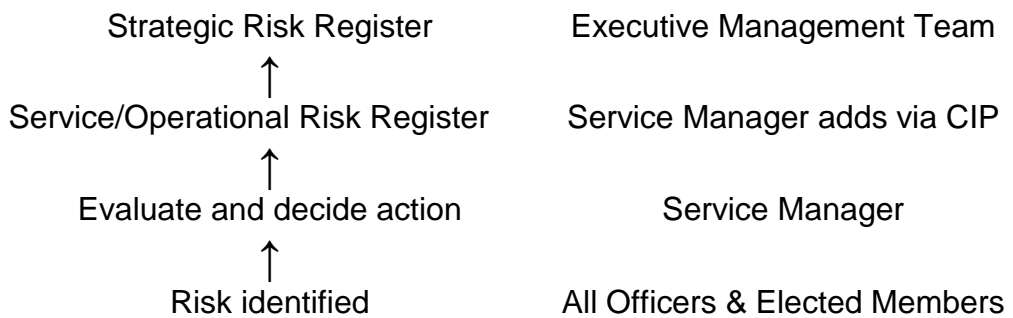 Strategic Risk Register Executive Management Team
Service/Operational Risk Register Service Manager adds via CIP
Evaluate and decide action Service Manager
Risk identified All Officers & Elected Members